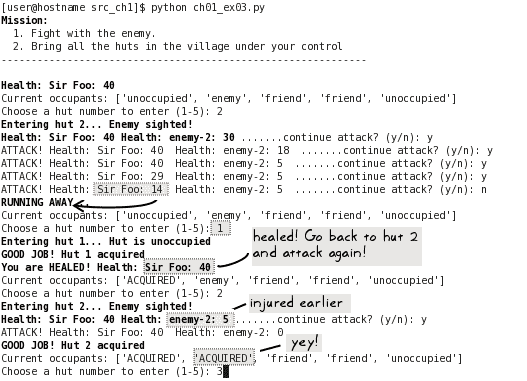 [user@hostname src_ch1]$ python ch01_ex03.py
Mission:
1. Fight with the enemy.
2. Bring all the huts in the village under your control
------------------------------------------------------------
Health: Sir Foo: 40
Current occupants: ['unoccupied', 'enemy', 'friend', 'friend', 'unoccupied']
Choose a hut number to enter (1-5): 2
Entering hut 2... Enemy sighted!
Health: Sir Foo: 40 Health: enemy-2: 30 .......continue attack? (y/n): y
ATTACK! Health: Sir Foo: 40  Health: enemy-2: 18  .......continue attack? (y/n): y
ATTACK! Health: Sir Foo: 40  Health: enemy-2: 5  .......continue attack? (y/n): y
ATTACK! Health: Sir Foo: 29  Health: enemy-2: 5  .......continue attack? (y/n): y
ATTACK! Health: Sir Foo: 14  Health: enemy-2: 5  .......continue attack? (y/n): n
RUNNING AWAY...
Current occupants: ['unoccupied', 'enemy', 'friend', 'friend', 'unoccupied']
Choose a hut number to enter (1-5): 1
Entering hut 1... Hut is unoccupied
healed! Go back to hut 2
and attack again!
GOOD JOB! Hut 1 acquired
You are HEALED! Health: Sir Foo: 40
Current occupants: ['ACQUIRED', 'enemy', 'friend', 'friend', 'unoccupied']
Choose a hut number to enter (1-5): 2
Entering hut 2... Enemy sighted!
injured earlier
Health: Sir Foo: 40 Health: enemy-2: 5 .......continue attack? (y/n): y
ATTACK! Health: Sir Foo: 40  Health: enemy-2: 0
GOOD JOB! Hut 2 acquired
yey!
Current occupants: ['ACQUIRED', 'ACQUIRED', 'friend', 'friend', 'unoccupied']
Choose a hut number to enter (1-5): 3